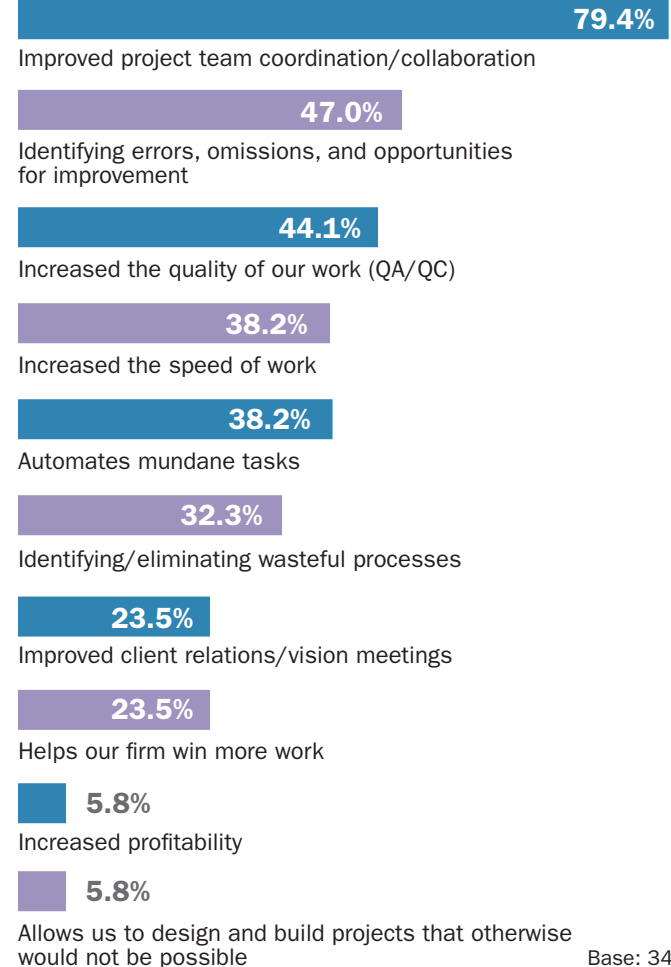 79.4%
Improved project team coordination/collaboration
47.0%
Identifying errors, omissions, and opportunities
for improvement
44.1%
Increased the quality of our work (QA/QC)
38.2%
Increased the speed of work
38.2%
Automates mundane tasks
32.3%
Identifying/eliminating wasteful processes
23.5%
Improved client relations/vision meetings
23.5%
Helps our firm win more work
5.8%
Increased profitability
5.8%
Allows us to design and build projects that otherwise
would not be possible
Base: 34